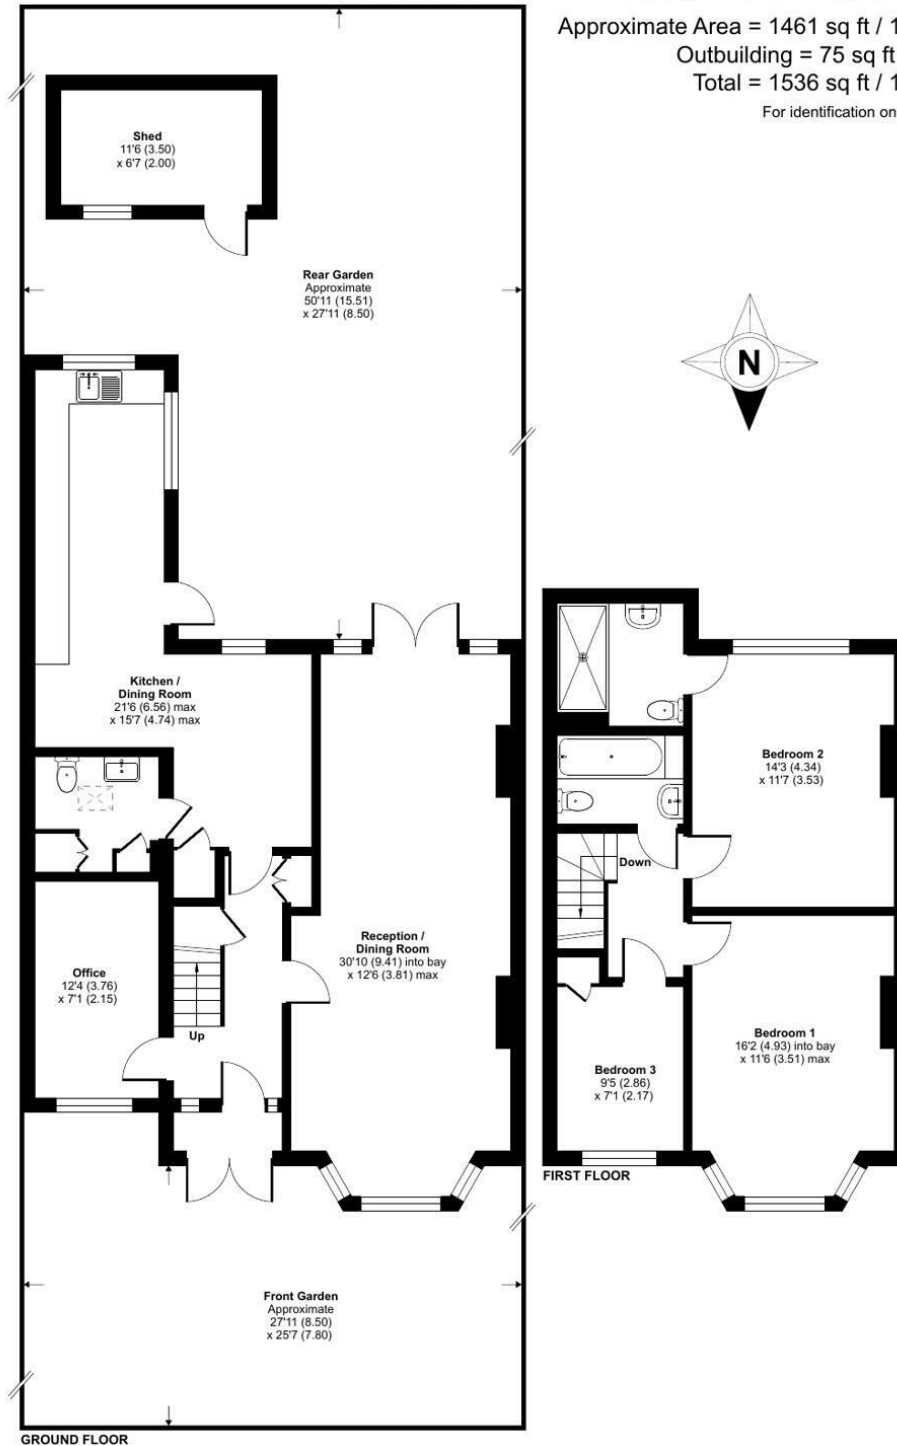 Approximate Area = 1461 sq ft / 1
Outbuilding = 75 sq ft
Total = 1536 sq ft / 1
For identification on
Shed
11'6 (3.50)
x 6'7 (2.00)
Rear Garden
Approximate
50'11 (15.51)
x 27'11 (8.50)
N
Kitchen /
Dining Room
21'6 (6.56) max
x 15'7 (4.74) max
Office
12'4 (3.76)
x 7'1 (2.15)
Up
Reception /
Dining Room
30'10 (9.41) into bay
x 12'6 (3.81) max
Front Garden
Approximate
27'11 (8.50)
x 25'7 (7.80)
GROUND FLOOR
Bedroom 2
14'3 (4.34)
x 11'7 (3.53)
Down
Bedroom 1
16'2 (4.93) into bay
x 11'6 (3.51) max
Bedroom 3
9'5 (2.86)
x 7'1 (2.17)
FIRST FLOOR